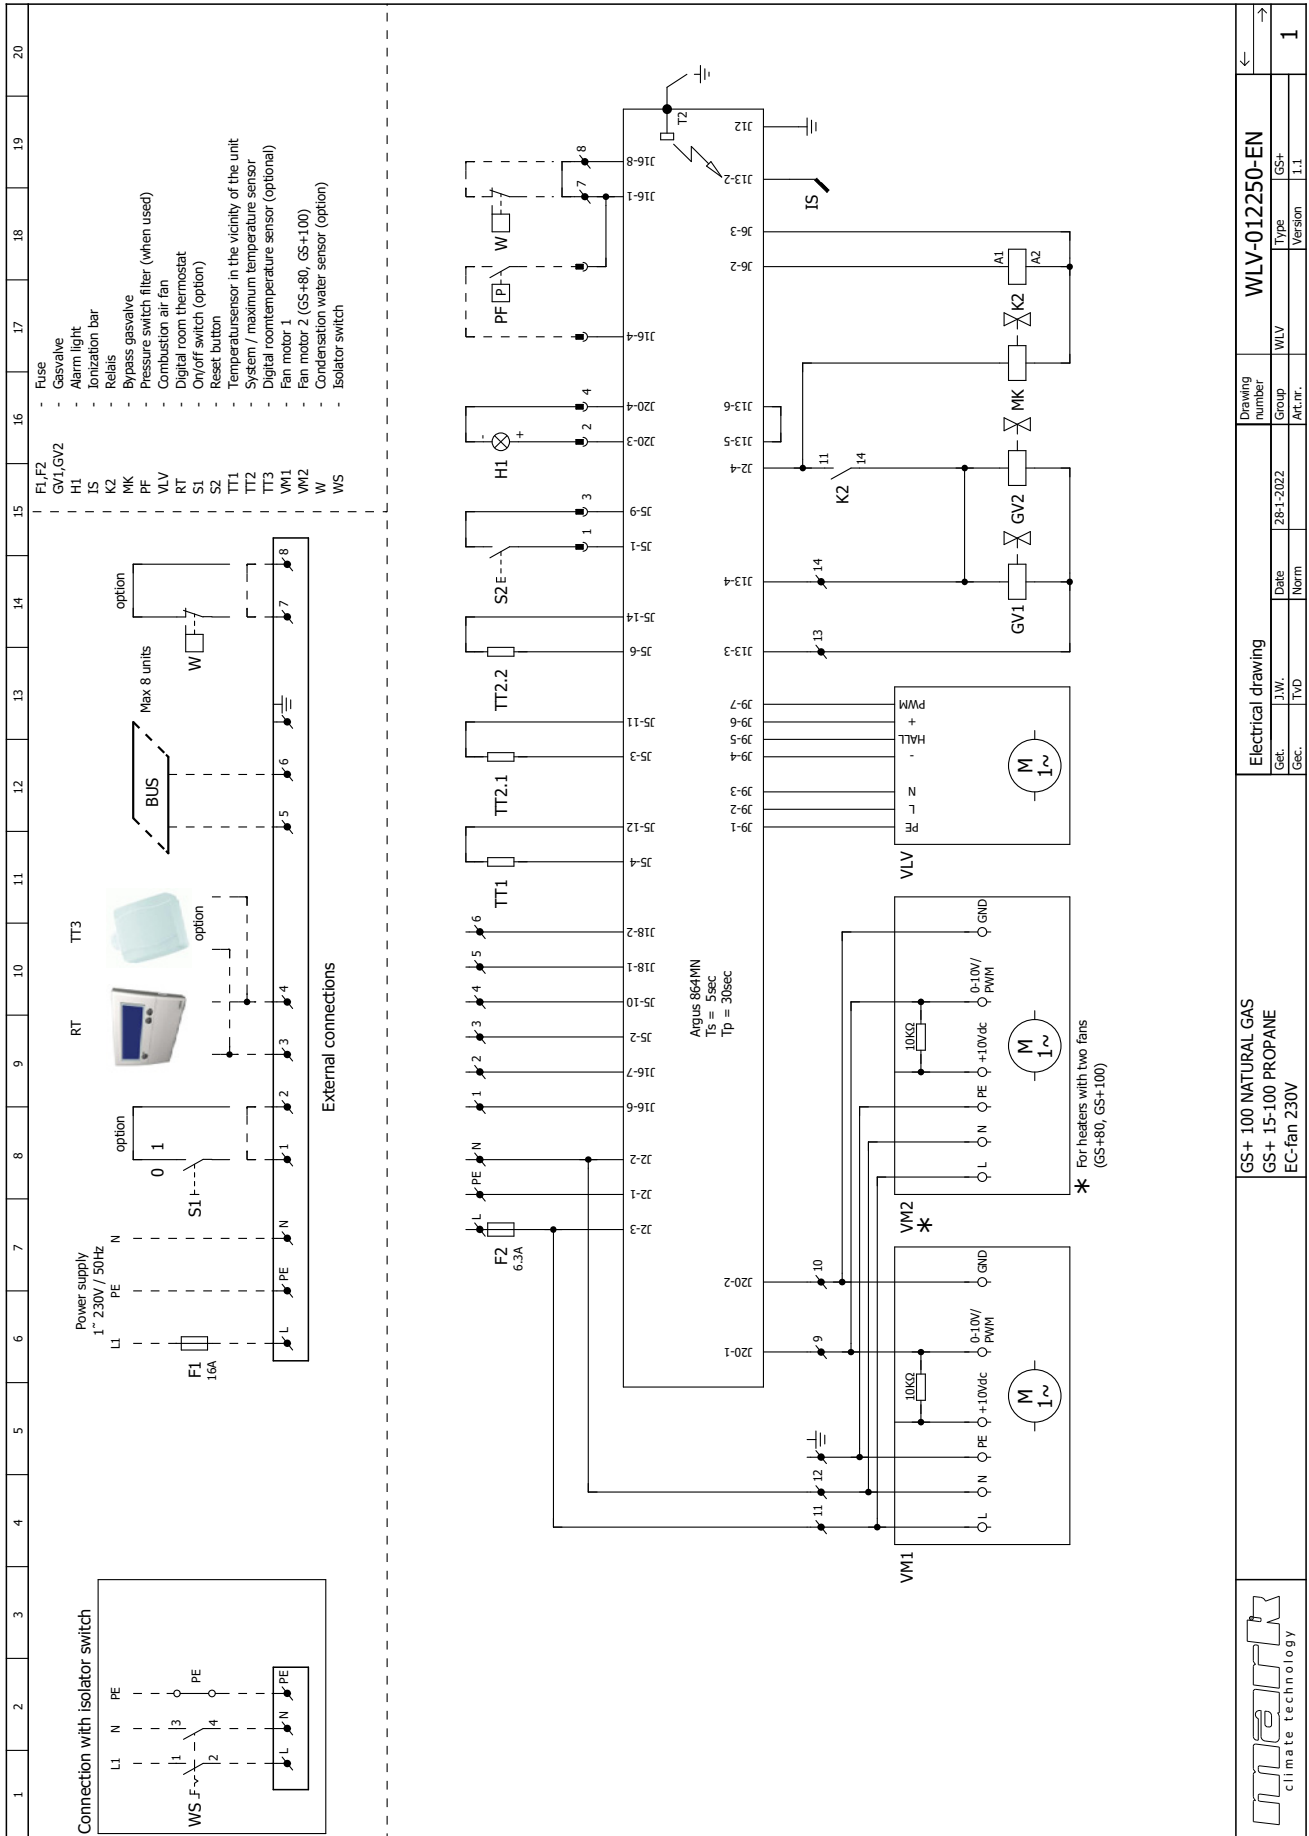 1 2 3 4 5 6 7 8 9 10 11 12 13 14 15 16 17 18 19 20
Connection with isolator switch
L1 N PE
WS
1 3
2 4
PE
L N PE
Power supply
1~ 230V / 50Hz
L1 PE N
F1
16A
L PE N
option
0 1
S1
1 2
RT
TT3
option
3 4
BUS
Max 8 units
5 6
option
W
7 8
External connections
F1,F2 - Fuse
GV1,GV2 - Gasvalve
H1 - Alarm light
IS - Ionization bar
K2 - Relais
MK - Bypass gasvalve
PF - Pressure switch filter (when used)
VLV - Combustion air fan
RT - Digital room thermostat
S1 - On/off switch (option)
S2 - Reset button
TT1 - Temperatursensor in the vicinity of the unit
TT2 - System / maximum temperature sensor
TT3 - Digital roomtemperature sensor (optional)
VM1 - Fan motor 1
VM2 - Fan motor 2 (GS+80, GS+100)
W - Condensation water sensor (option)
WS - Isolator switch
L PE N 1 2 3 4 5 6
F2
6.3A
TT1
TT2.1
TT2.2
S2
1 3
H1
- +
2 4
PF
P
W
7 8
J2-3 J2-1 J2-2 J16-6 J16-7 J5-2 J5-10 J18-1 J18-2 J5-4 J5-12 J5-3 J5-11 J5-6 J5-14 J5-1 J5-9 J20-3 J20-4 J16-4 J16-1 J16-8
T2
Argus 864MN
Ts = 5sec
Tp = 30sec
J20-1 J20-2 J9-1 J9-2 J9-3 J9-4 J9-5 J9-6 J9-7 J13-3 J13-4 J2-4 J13-5 J13-6 J6-2 J6-3 J13-2 J12
IS
11 12 9 10 13 14
K2
11
14
VM1
L N PE +10Vdc 0-10V/
PWM GND
10KΩ
M
1~
VM2
*
L N PE +10Vdc 0-10V/
PWM GND
10KΩ
M
1~
* For heaters with two fans
(GS+80, GS+100)
VLV
PE L N - HALL + PWM
M
1~
GV1 GV2 MK K2
A1
A2
mark
climate technology
GS+ 100 NATURAL GAS
GS+ 15-100 PROPANE
EC-fan 230V
Electrical drawing
Get. J.W. Date 28-1-2022
Gec. TvD Norm
Drawing
number
WLV-012250-EN
Group WLV Type GS+
Art.nr. Version 1.1
1